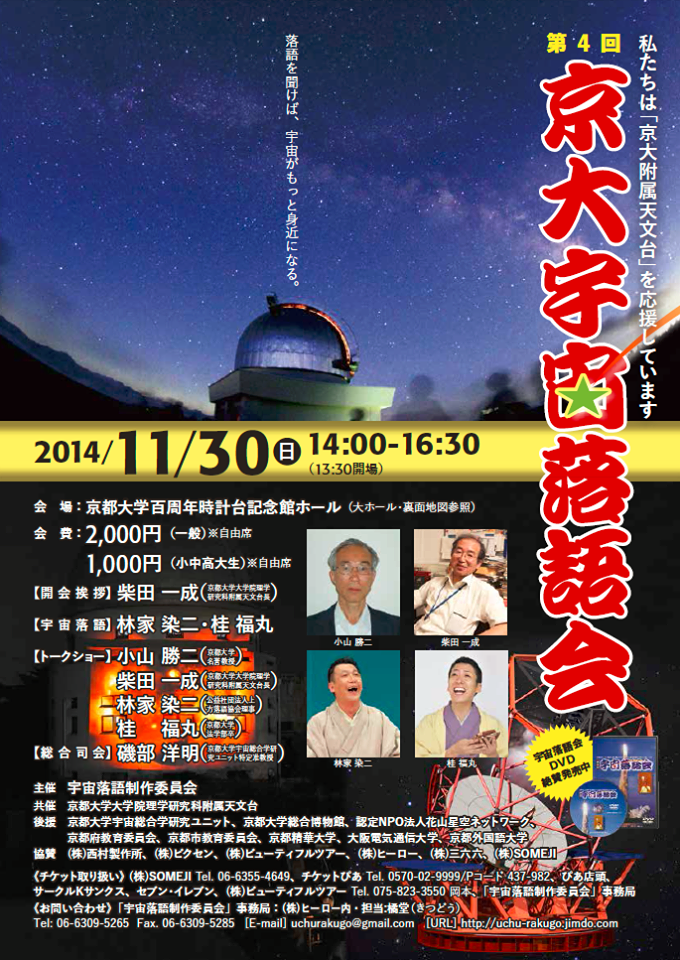 私たちは「京大附属天文台」を応援しています
第4回
京大宇宙落語会
落語を聞けば、宇宙がもっと身近になる。
2014/11/30 日 14:00-16:30
(13:30開場)
会　場：京都大学百周年時計台記念館ホール（大ホール・裏面地図参照）
会　費：2,000円（一般）※自由席
1,000円（小中高大生）※自由席
【開会挨拶】柴田 一成（京都大学大学院理学研究科附属天文台長）
【宇宙落語】林家 染二・桂 福丸
【トークショー】小山 勝二（京都大学名誉教授）
柴田 一成（京都大学大学院理学研究科附属天文台長）
林家 染二（公益社団法人上方落語協会理事）
桂　福丸（京都大学法学部卒）
【総合司会】磯部 洋明（京都大学宇宙総合学研究ユニット特定准教授）
小山 勝二
柴田 一成
林家 染二
桂 福丸
宇宙落語会
DVD
絶賛発売中
宇宙落語会
主催　宇宙落語制作委員会
共催　京都大学大学院理学研究科附属天文台
後援　京都大学宇宙総合学研究ユニット、京都大学総合博物館、認定NPO法人花山星空ネットワーク、
京都府教育委員会、京都市教育委員会、京都精華大学、大阪電気通信大学、京都外国語大学
協賛　(株)西村製作所、(株)ビクセン、(株)ビューティフルツアー、(株)ヒーロー、(株)三六六、(株)SOMEJI
《チケット取り扱い》(株)SOMEJI Tel. 06-6355-4649、チケットぴあ Tel. 0570-02-9999/Pコード 437-982、ぴあ店頭、
サークルKサンクス、セブン-イレブン、(株)ビューティフルツアー Tel. 075-823-3550 岡本、「宇宙落語制作委員会」事務局
《お問い合わせ》「宇宙落語制作委員会」事務局：(株)ヒーロー内・担当:橘堂（きつどう）
Tel: 06-6309-5265　Fax. 06-6309-5285　[E-mail] uchurakugo@gmail.com　[URL] http://uchu-rakugo.jimdo.com